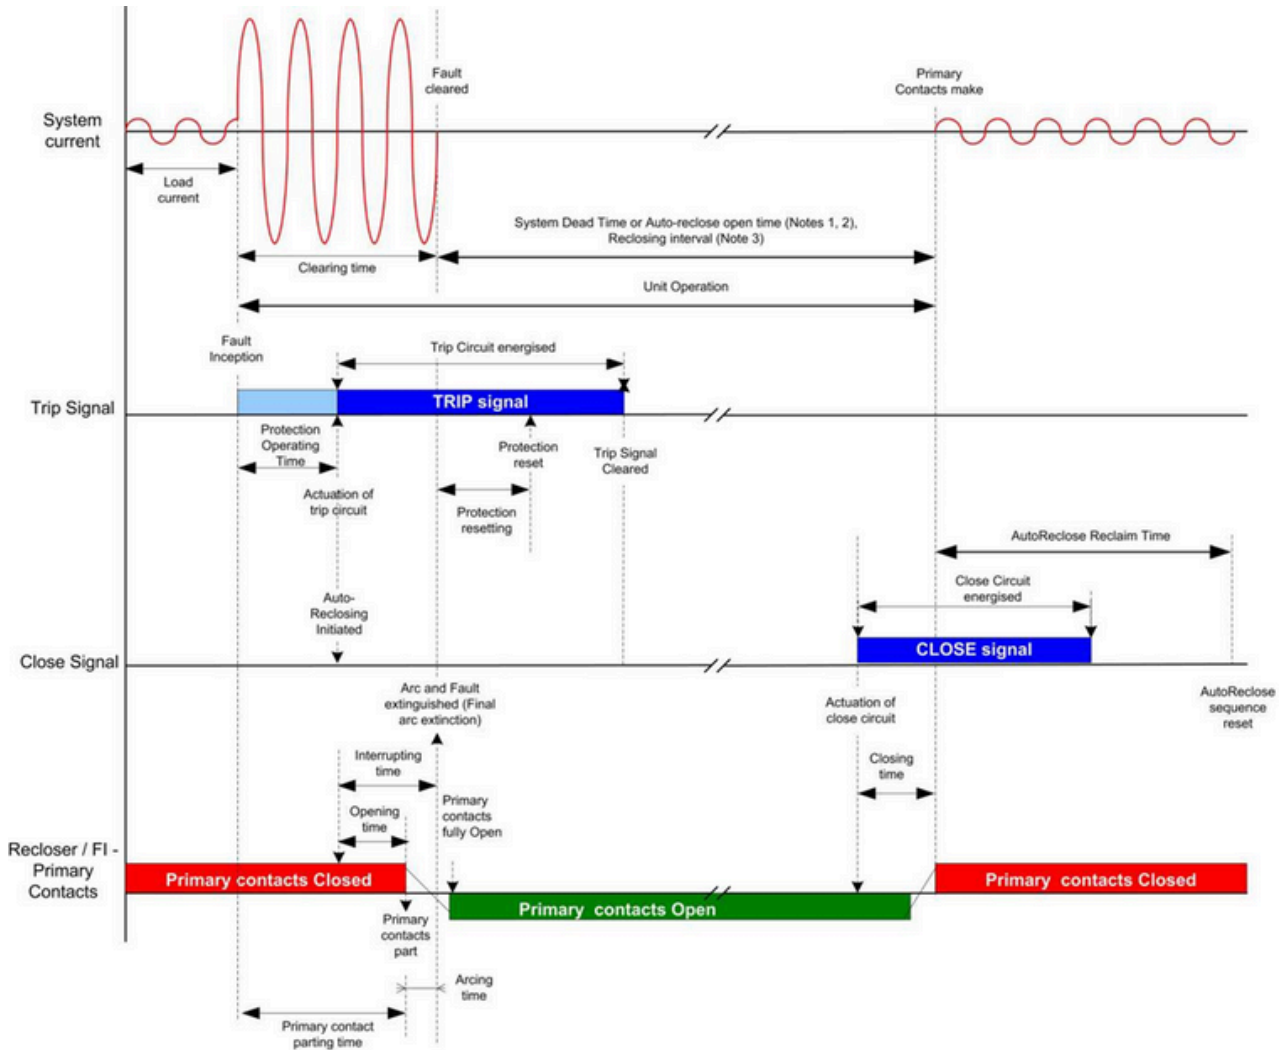 Fault
cleared
Primary
Contacts make
System
current
Load
current
System Dead Time or Auto-reclose open time (Notes 1, 2),
Reclosing interval (Note 3)
Clearing time
Unit Operation
Fault
Inception
Trip Circuit energised
Trip Signal
TRIP signal
Protection
Operating
Time
Protection
reset
Trip Signal
Cleared
Actuation of
trip circuit
Protection
resetting
AutoReclose Reclaim Time
Close Circuit
energised
Auto-
Reclosing
Initiated
Close Signal
CLOSE signal
Arc and Fault
extinguished (Final
arc extinction)
Actuation of
close circuit
AutoReclose
sequence
reset
Interrupting
time
Closing
time
Opening
time
Primary
contacts
fully Open
Recloser / FI -
Primary
Contacts
Primary contacts Closed
Primary contacts Closed
Primary contacts Open
Primary
contacts
part
Arcing
time
Primary contact
parting time